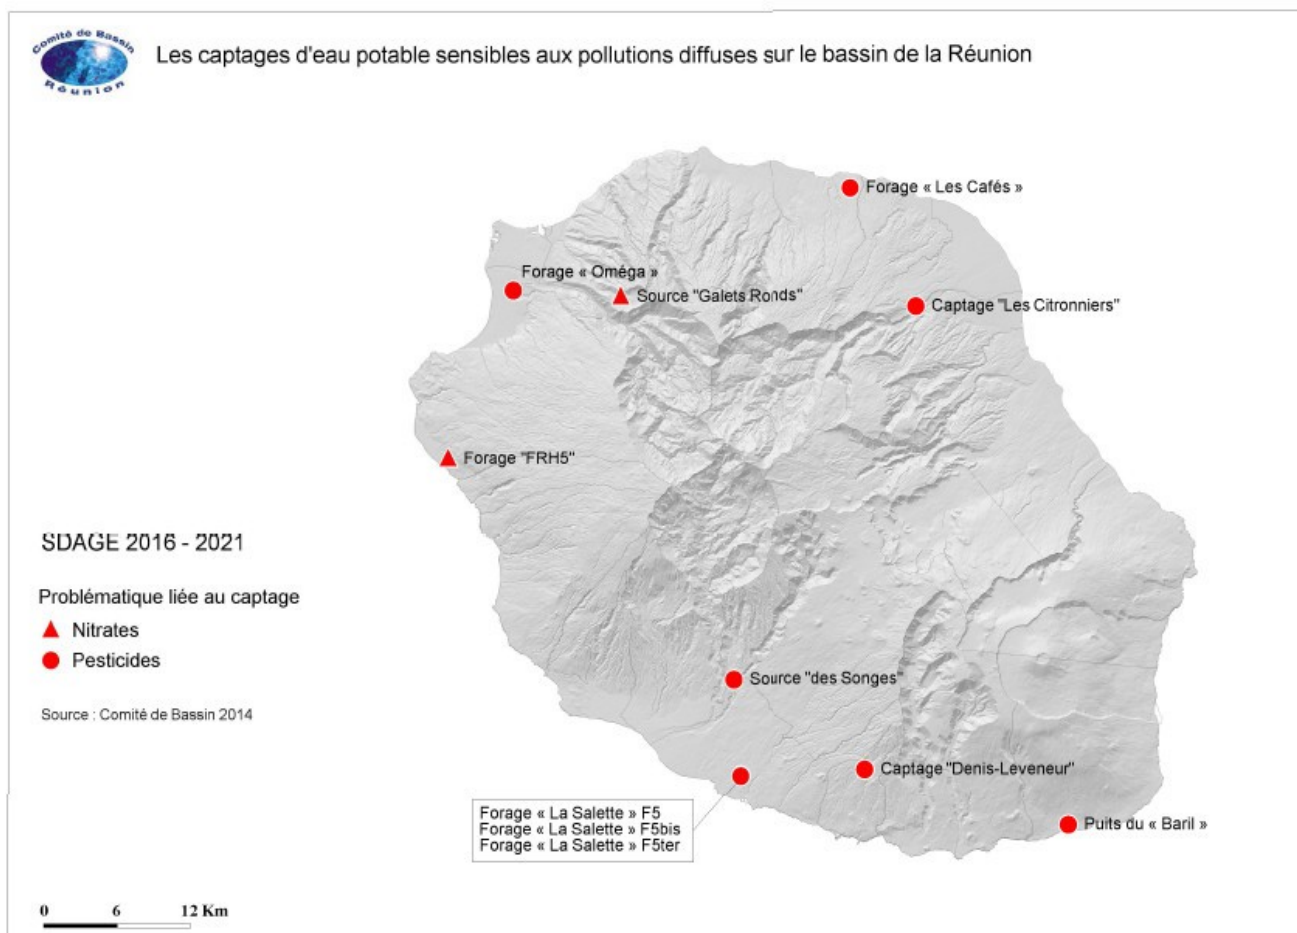 Comité de Bassin
Réunion
Les captages d'eau potable sensibles aux pollutions diffuses sur le bassin de la Réunion
Forage « Les Cafés »
Forage « Oméga »
Source "Galets Ronds"
Captage "Les Citronniers"
Forage "FRH5"
SDAGE 2016 - 2021
Problématique liée au captage
Nitrates
Pesticides
Source : Comité de Bassin 2014
Source "des Songes"
Captage "Denis-Leveneur"
Forage « La Salette » F5
Forage « La Salette » F5bis
Forage « La Salette » F5ter
Puits du « Baril »
0 6 12 Km